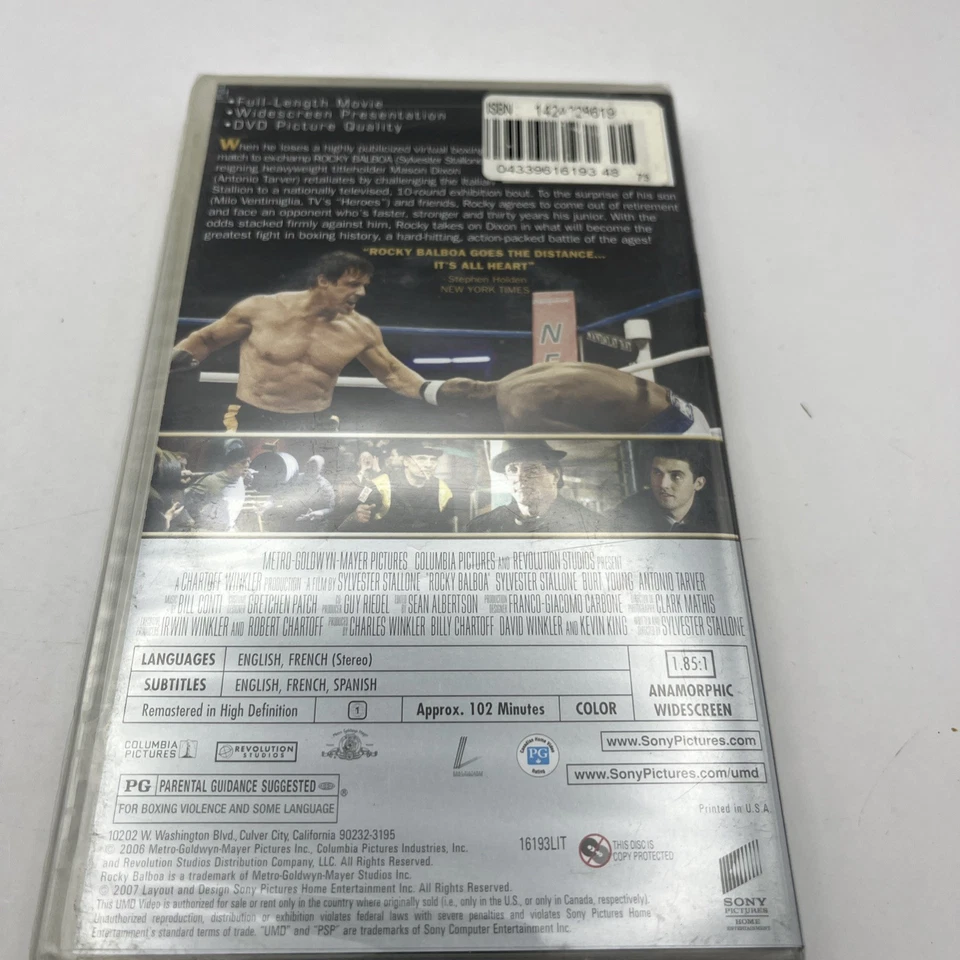 •Full-Length Movie
•Widescreen Presentation
•DVD Picture Quality
ISBN
04339616193 48
73
When he loses a highly publicized virtual boxing
match to ex-champ ROCKY BALBOA (Sylvester Stallone
reigning heavyweight titleholder Mason Dixon
(Antonio Tarver) retaliates by challenging the Italian
Stallion to a nationally televised, 10-round exhibition bout. To the surprise of his son
(Milo Ventimiglia, TV's "Heroes") and friends, Rocky agrees to come out of retirement
and face an opponent who's faster, stronger and thirty years his junior. With the
odds stacked firmly against him, Rocky takes on Dixon in what will become the
greatest fight in boxing history, a hard-hitting, action-packed battle of the ages!
"ROCKY BALBOA GOES THE DISTANCE...
IT'S ALL HEART"
Stephen Holden
NEW YORK TIMES
METRO-GOLDWYN-MAYER PICTURES COLUMBIA PICTURES AND REVOLUTION STUDIOS PRESENT
A CHARTOFF WINKLER PRODUCTION A FILM BY SYLVESTER STALLONE "ROCKY BALBOA" SYLVESTER STALLONE BURT YOUNG ANTONIO TARVER
BILL CONTI GRETCHEN PATCH GUY RIEDEL SEAN ALBERTSON PRODUCTION DESIGNER FRANCO-GIACOMO CARBONE CLARK MATHIS
IRWIN WINKLER AND ROBERT CHARTOFF PRODUCED BY CHARLES WINKLER BILLY CHARTOFF DAVID WINKLER AND KEVIN KING WRITTEN AND DIRECTED BY SYLVESTER STALLONE
LANGUAGES ENGLISH, FRENCH (Stereo)
SUBTITLES ENGLISH, FRENCH, SPANISH
Remastered in High Definition 1 Approx. 102 Minutes COLOR
1.85:1
ANAMORPHIC
WIDESCREEN
COLUMBIA
PICTURES
REVOLUTION
STUDIOS
PG
www.SonyPictures.com
www.SonyPictures.com/umd
PG PARENTAL GUIDANCE SUGGESTED ®
FOR BOXING VIOLENCE AND SOME LANGUAGE
Printed in U.S.A.
10202 W. Washington Blvd., Culver City, California 90232-3195
© 2006 Metro-Goldwyn-Mayer Pictures Inc., Columbia Pictures Industries, Inc.
and Revolution Studios Distribution Company, LLC. All Rights Reserved.
Rocky Balboa is a trademark of Metro-Goldwyn-Mayer Studios Inc.
© 2007 Layout and Design Sony Pictures Home Entertainment Inc. All Rights Reserved.
This UMD Video is authorized for sale or rent only in the country where originally sold (i.e., only in the U.S. or only in Canada, respectively).
Unauthorized reproduction, distribution or exhibition violates federal laws with severe penalties and violates Sony Pictures Home
Entertainment's standard terms of trade. "UMD" and "PSP" are trademarks of Sony Computer Entertainment Inc.
16193LIT
THIS DISC IS
COPY PROTECTED
SONY
PICTURES
HOME
ENTERTAINMENT